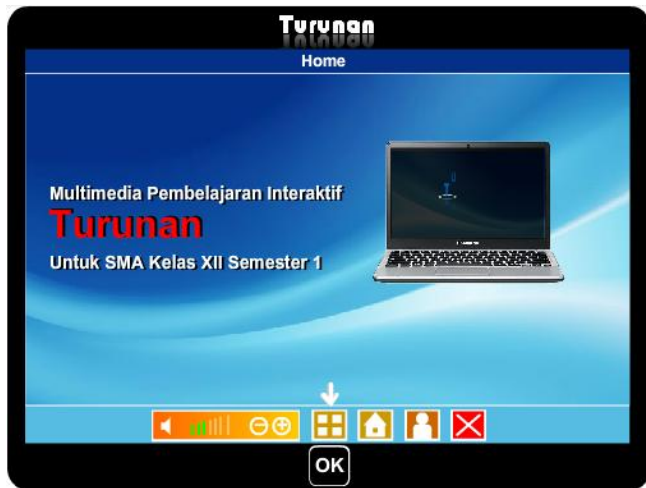 Turunan
Home
Multimedia Pembelajaran Interaktif
Turunan
Untuk SMA Kelas XII Semester 1
OK